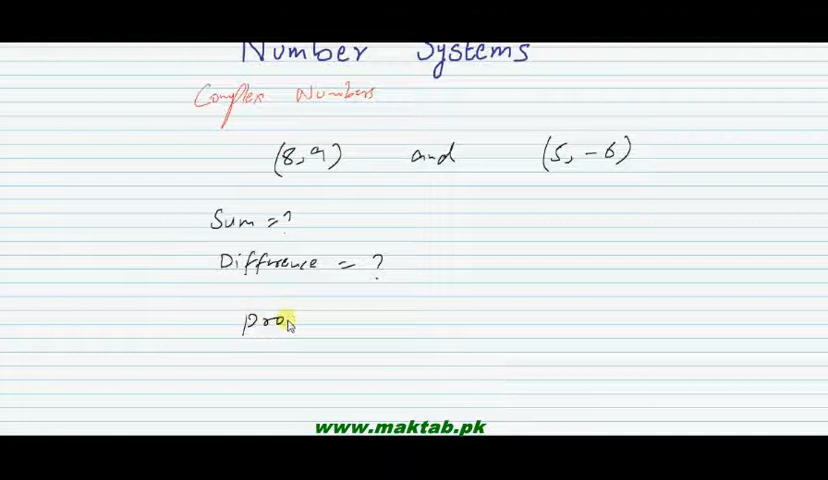 Number Systems
Complex Numbers
(8,9) and (5,-6)
Sum =?
Difference = ?
pro
www.maktab.pk